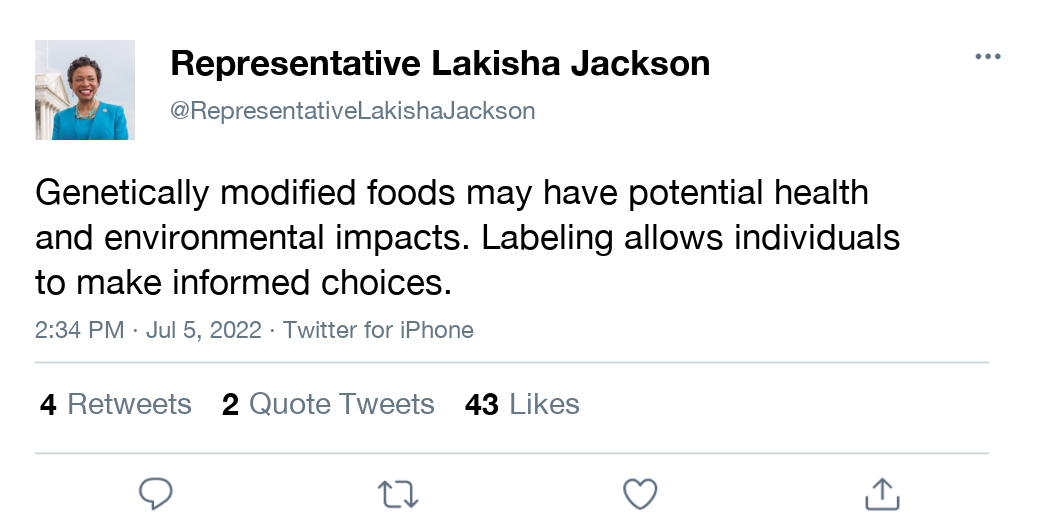 Representative Lakisha Jackson
@RepresentativeLakishaJackson
Genetically modified foods may have potential health
and environmental impacts. Labeling allows individuals
to make informed choices.
2:34 PM · Jul 5, 2022 · Twitter for iPhone
4 Retweets 2 Quote Tweets 43 Likes